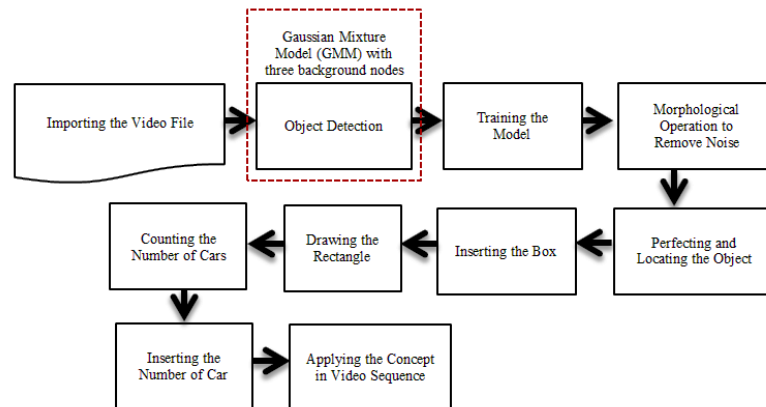 Gaussian Mixture
Model (GMM) with
three background nodes
Importing the Video File
Object Detection
Training the
Model
Morphological
Operation to
Remove Noise
Perfecting and
Locating the Object
Inserting the Box
Drawing the
Rectangle
Counting the
Number of Cars
Inserting the
Number of Car
Applying the Concept
in Video Sequence